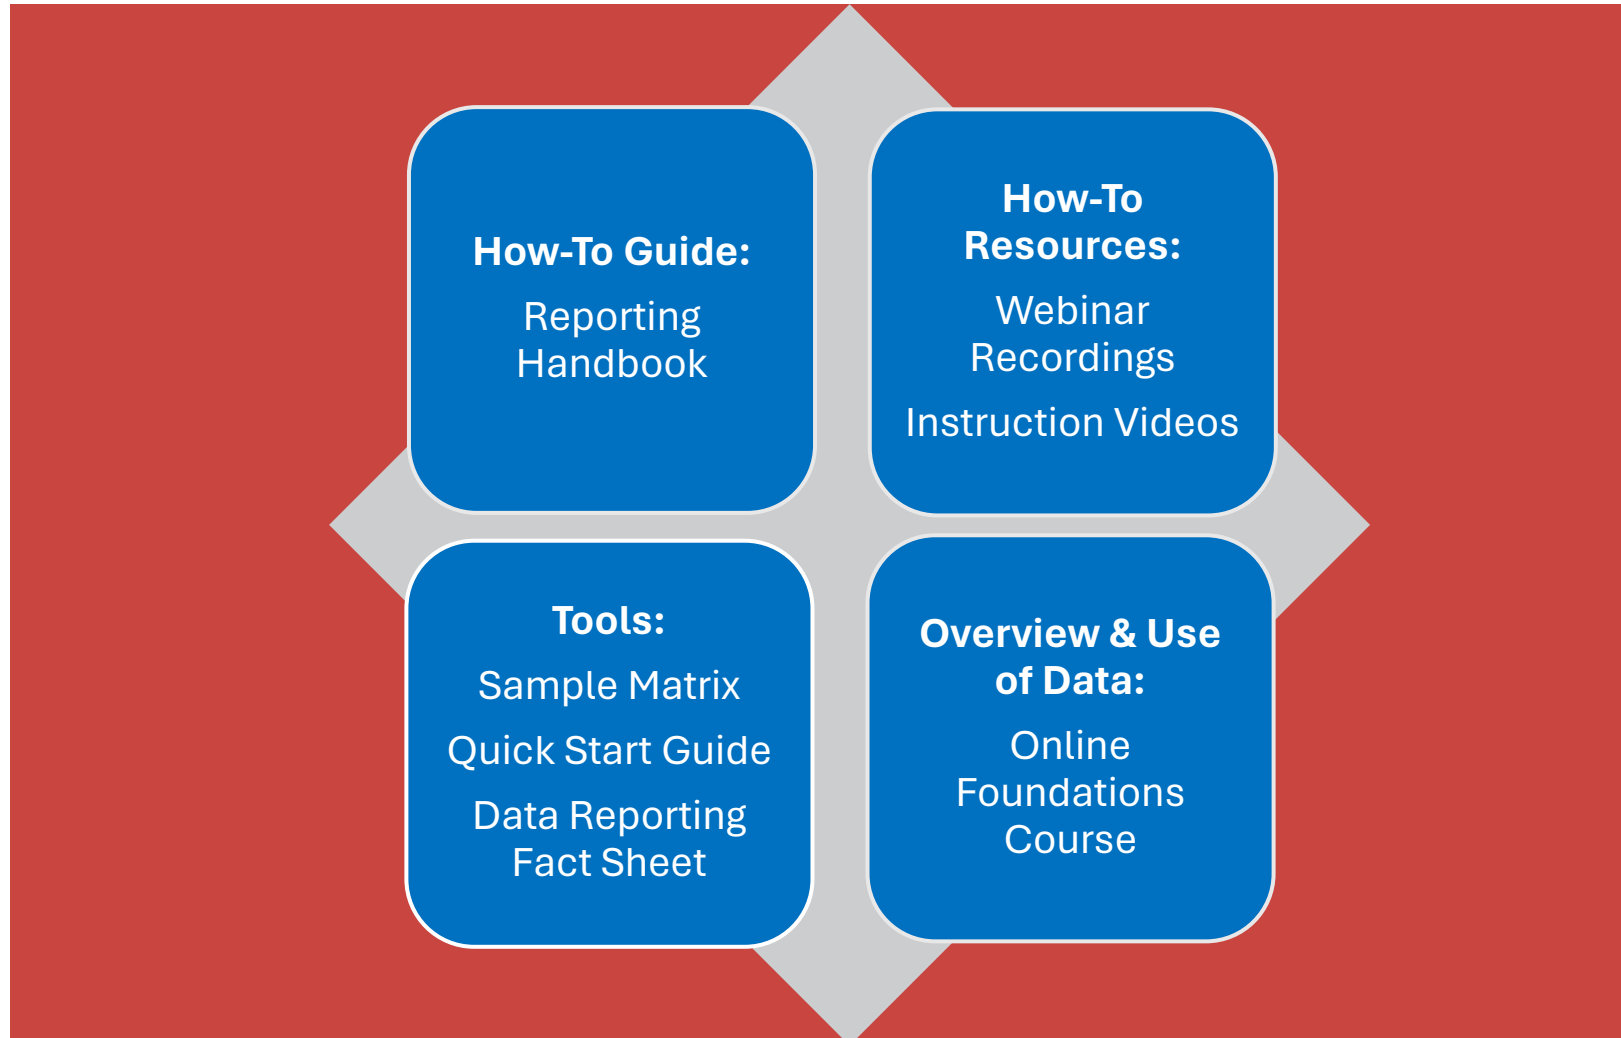 How-To Guide:
Reporting
Handbook
How-To
Resources:
Webinar
Recordings
Instruction Videos
Tools:
Sample Matrix
Quick Start Guide
Data Reporting
Fact Sheet
Overview & Use
of Data:
Online
Foundations
Course